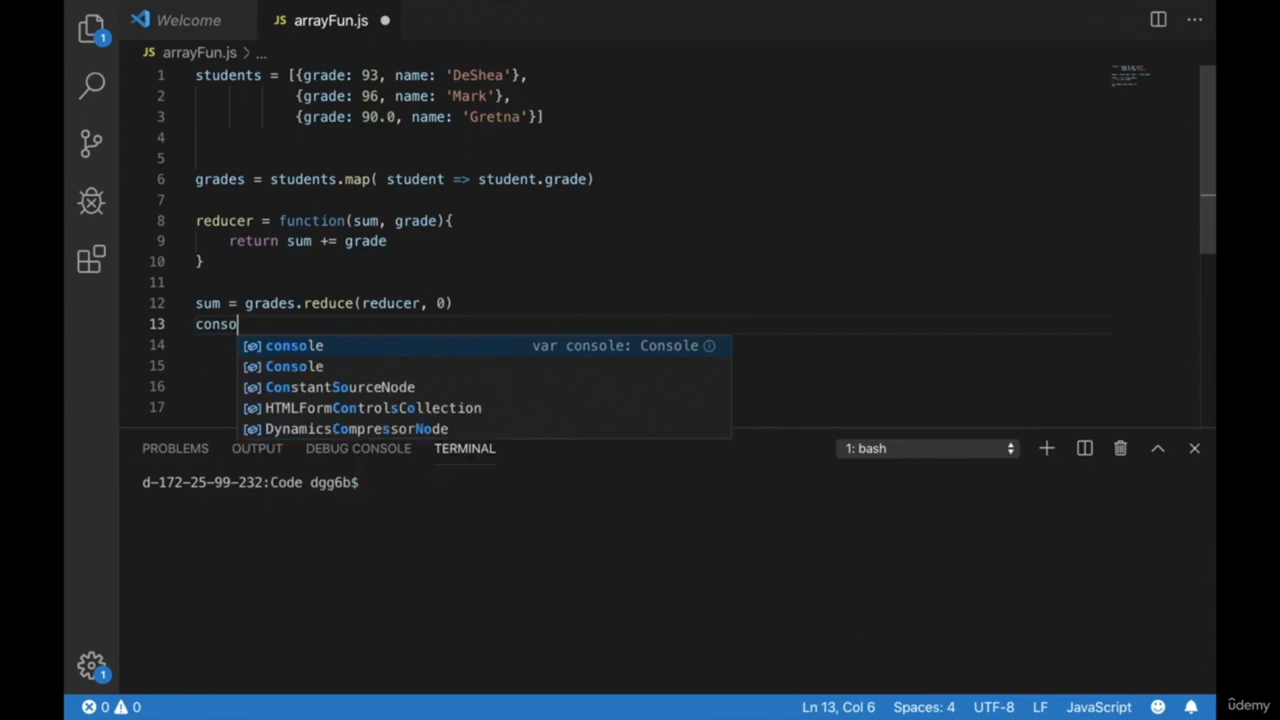 Welcome
JS arrayFun.js
JS arrayFun.js > ...
1 students = [{grade: 93, name: 'DeShea'},
2 {grade: 96, name: 'Mark'},
3 {grade: 90.0, name: 'Gretna'}]
4
5
6 grades = students.map( student => student.grade)
7
8 reducer = function(sum, grade){
9 return sum += grade
10 }
11
12 sum = grades.reduce(reducer, 0)
13 conso
14 console var console: Console
15 Console
16 ConstantSourceNode
17 HTMLFormControlsCollection
DynamicsCompressorNode
PROBLEMS OUTPUT DEBUG CONSOLE TERMINAL 1: bash
d-172-25-99-232:Code dgg6b$
0 0 Ln 13, Col 6 Spaces: 4 UTF-8 LF JavaScript
1
1
ûdemy